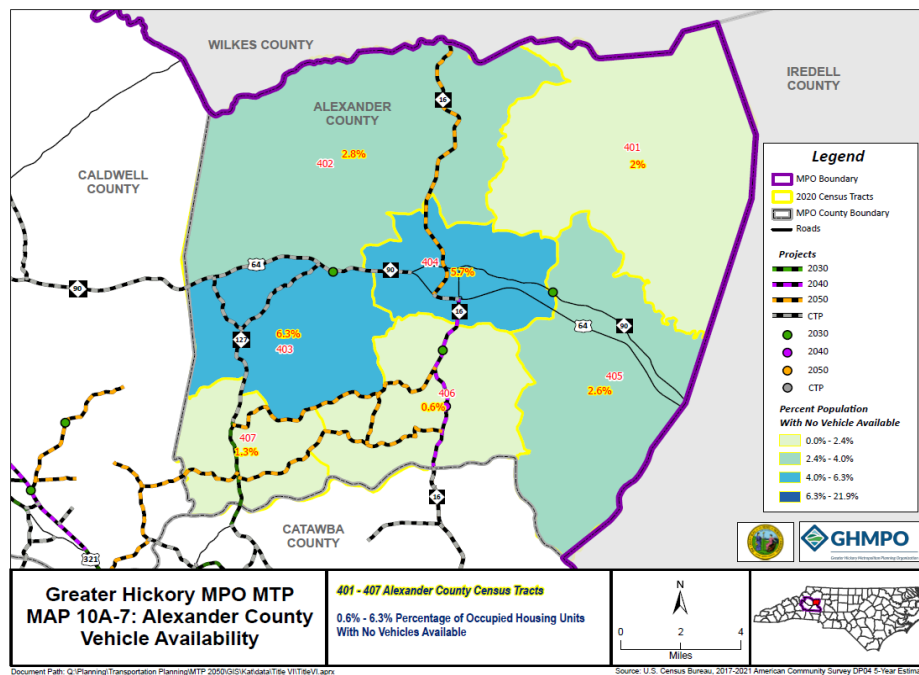 WILKES COUNTY
IREDELL
COUNTY
16
ALEXANDER
COUNTY
401
2%
402
2.8%
CALDWELL
COUNTY
Legend
MPO Boundary
2020 Census Tracts
MPO County Boundary
Roads
Projects
2030
2040
2050
CTP
2030
2040
2050
CTP
Percent Population
With No Vehicle Available
0.0% - 2.4%
2.4% - 4.0%
4.0% - 6.3%
6.3% - 21.9%
404
64
90
5.7%
90
16
64
90
127
6.3%
403
405
2.6%
406
0.6%
407
1.3%
16
CATAWBA
COUNTY
321
GHMPO
Greater Hickory Metropolitan Planning Organization
Greater Hickory MPO MTP
MAP 10A-7: Alexander County
Vehicle Availability
401 - 407 Alexander County Census Tracts
0.6% - 6.3% Percentage of Occupied Housing Units
With No Vehicles Available
N
0 2 4
Miles
Document Path: Q:\Planning\Transportation Planning\MTP 2050\GIS\Katidata\Title VI\TitleVI.aprx
Source: U.S. Census Bureau, 2017-2021 American Community Survey DP04 5-Year Estima